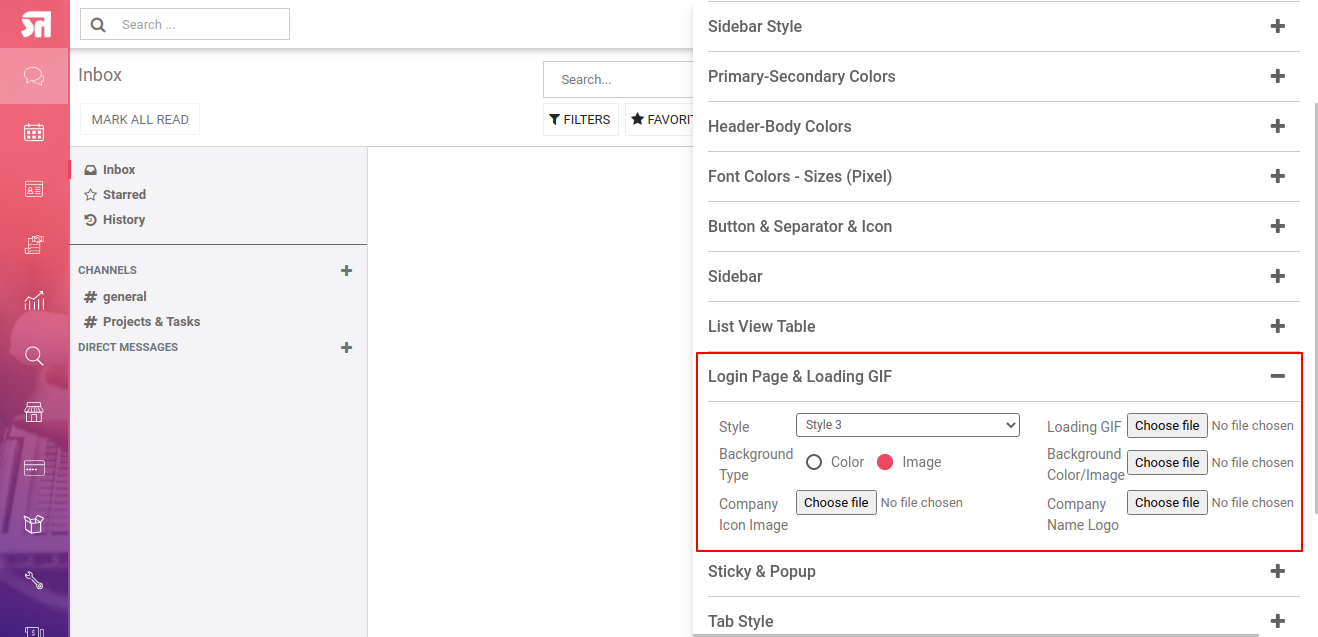 Search ...
Inbox
Search...
MARK ALL READ
FILTERS
FAVORI
Inbox
Starred
History
CHANNELS
# general
# Projects & Tasks
DIRECT MESSAGES
Sidebar Style
Primary-Secondary Colors
Header-Body Colors
Font Colors - Sizes (Pixel)
Button & Separator & Icon
Sidebar
List View Table
Login Page & Loading GIF
Style
Style 3
Loading GIF
Choose file No file chosen
Background
Type
Color
Image
Background
Color/Image
Choose file No file chosen
Company
Icon Image
Choose file No file chosen
Company
Name Logo
Choose file No file chosen
Sticky & Popup
Tab Style